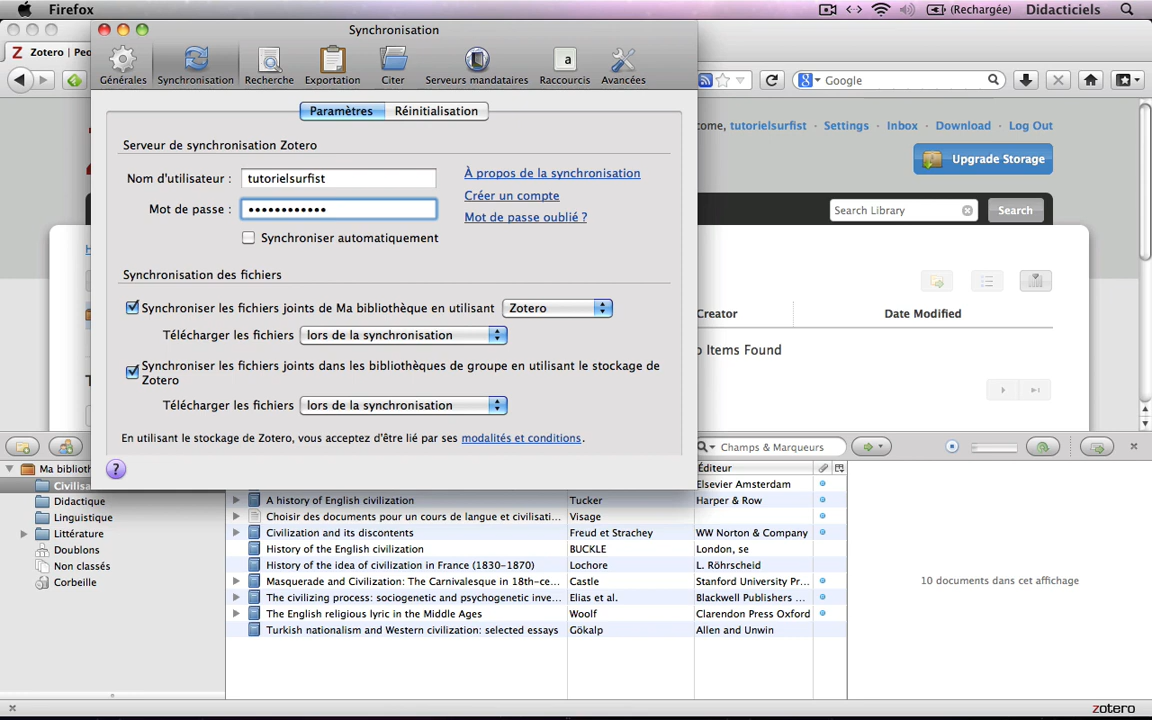 Firefox
(Rechargée)
Didacticiels
Synchronisation
Zotero | Peo
Générales
Synchronisation
Recherche
Exportation
Citer
Serveurs mandataires
Raccourcis
Avancées
Google
Paramètres
Réinitialisation
Serveur de synchronisation Zotero
Nom d'utilisateur :
tutorielsurfist
Mot de passe :
••••••••••••
Synchroniser automatiquement
À propos de la synchronisation
Créer un compte
Mot de passe oublié ?
Synchronisation des fichiers
Synchroniser les fichiers joints de Ma bibliothèque en utilisant
Zotero
Télécharger les fichiers
lors de la synchronisation
Synchroniser les fichiers joints dans les bibliothèques de groupe en utilisant le stockage de
Zotero
Télécharger les fichiers
lors de la synchronisation
En utilisant le stockage de Zotero, vous acceptez d'être lié par ses modalités et conditions.
?
ome, tutorielsurfist · Settings · Inbox · Download · Log Out
Upgrade Storage
Search Library
Search
Creator
Date Modified
o Items Found
Champs & Marqueurs
Ma biblioth
Civilisa
Didactique
Linguistique
Littérature
Doublons
Non classés
Corbeille
Éditeur
Elsevier Amsterdam
A history of English civilization
Tucker
Harper & Row
Choisir des documents pour un cours de langue et civilisati...
Visage
Civilization and its discontents
Freud et Strachey
WW Norton & Company
History of the English civilization
BUCKLE
London, se
History of the idea of civilization in France (1830-1870)
Lochore
L. Röhrscheid
Masquerade and Civilization: The Carnivalesque in 18th-ce...
Castle
Stanford University Pr...
The civilizing process: sociogenetic and psychogenetic inve...
Elias et al.
Blackwell Publishers ...
The English religious lyric in the Middle Ages
Woolf
Clarendon Press Oxford
Turkish nationalism and Western civilization: selected essays
Gökalp
Allen and Unwin
10 documents dans cet affichage
zotero